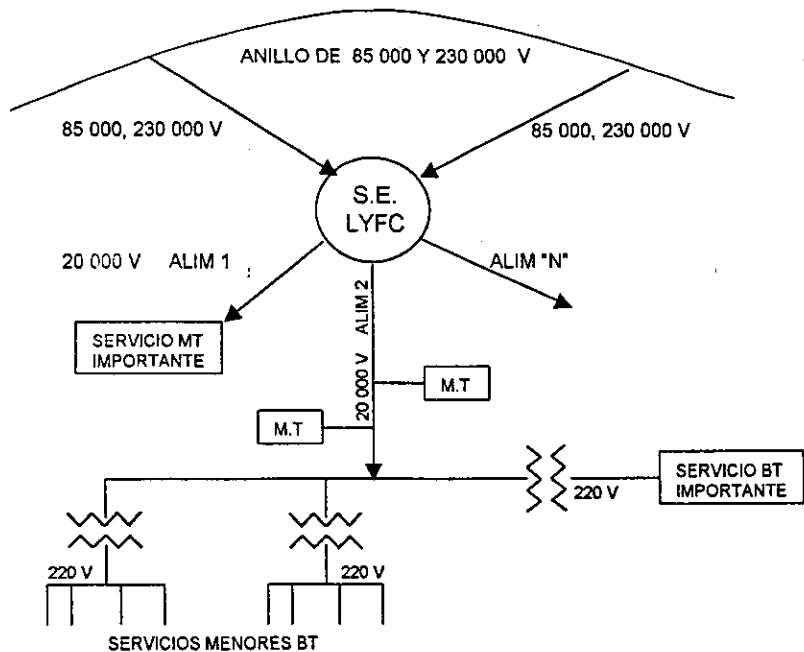 ANILLO DE 85 000 Y 230 000 V
85 000, 230 000 V
85 000, 230 000 V
S.E.
LYFC
20 000 V ALIM 1
ALIM "N"
20 000 V ALIM 2
SERVICIO MT
IMPORTANTE
M.T
M.T
220 V
SERVICIO BT
IMPORTANTE
220 V
220 V
SERVICIOS MENORES BT